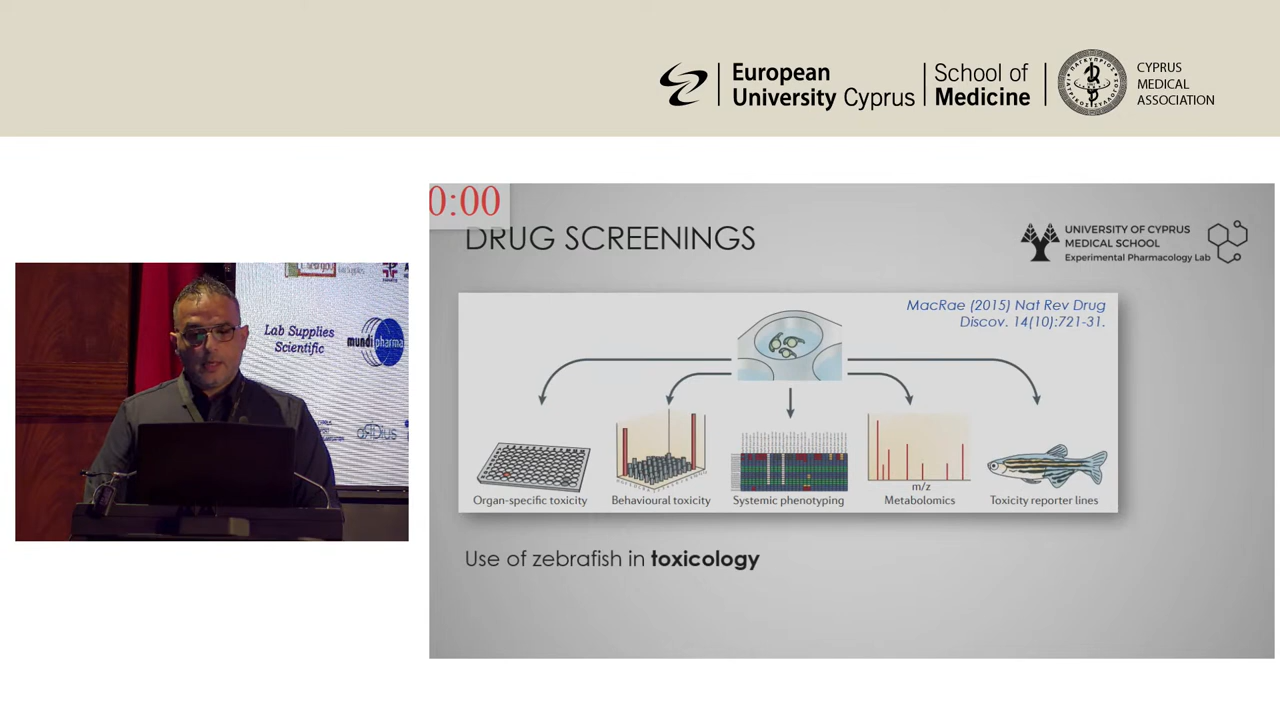 European
University Cyprus
School of
Medicine
CYPRUS
MEDICAL
ASSOCIATION
0:00
DRUG SCREENINGS
UNIVERSITY OF CYPRUS
MEDICAL SCHOOL
Experimental Pharmacology Lab
MacRae (2015) Nat Rev Drug
Discov. 14(10):721-31.
m/z
Organ-specific toxicity
Behavioural toxicity
Systemic phenotyping
Metabolomics
Toxicity reporter lines
Use of zebrafish in toxicology
Lab Supplies
Scientific
mundipharma